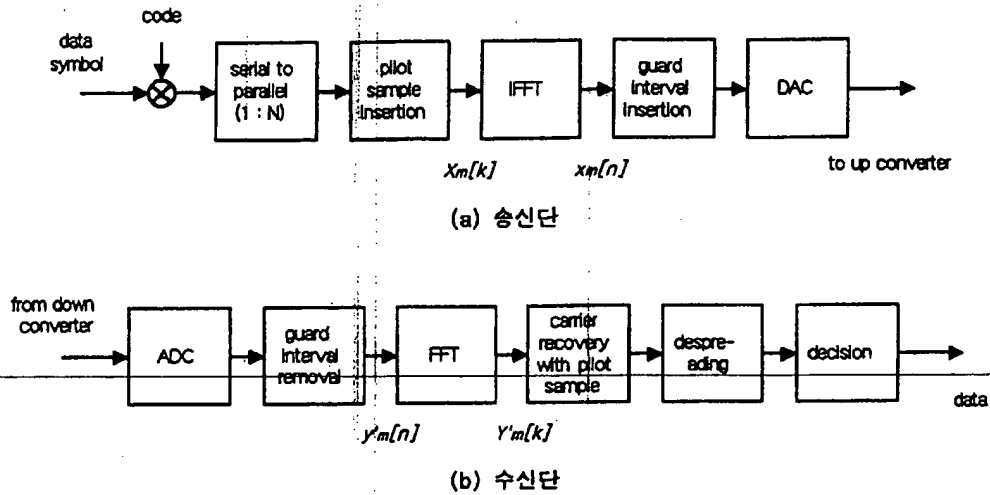 code
data
symbol
serial to
parallel
(1 : N)
pilot
sample
insertion
IFFT
guard
interval
insertion
DAC
Xm[k]
xm[n]
to up converter
(a) 송신단
from down
converter
ADC
guard
interval
removal
FFT
carrier
recovery
with pilot
sample
despre-
ading
decision
data
y'm[n]
Y'm[k]
(b) 수신단